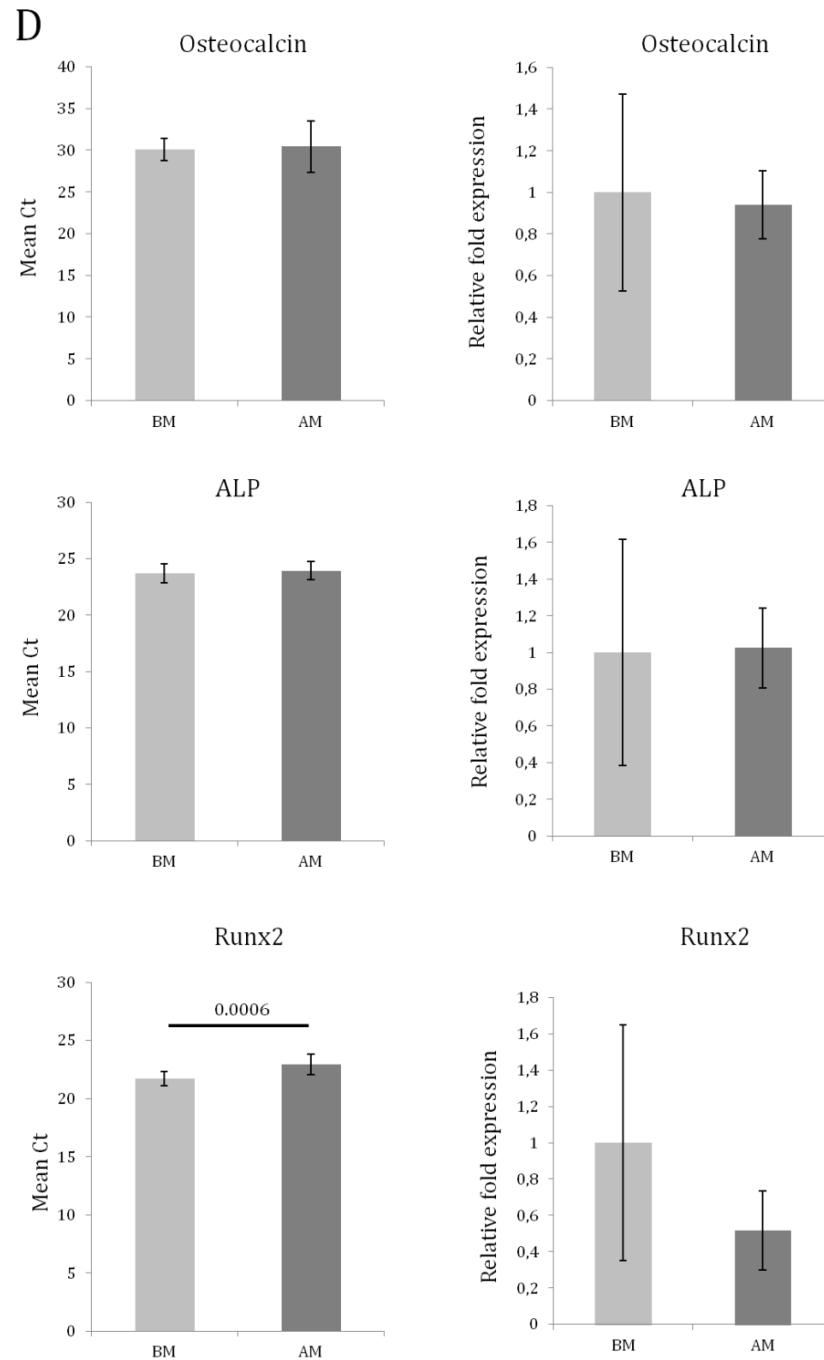 D
Osteocalcin
40
35
30
25
20
15
10
5
0
Mean Ct
BM
AM
Osteocalcin
1,6
1,4
1,2
1
0,8
0,6
0,4
0,2
0
Relative fold expression
BM
AM
ALP
30
25
20
15
10
5
0
Mean Ct
BM
AM
ALP
1,8
1,6
1,4
1,2
1
0,8
0,6
0,4
0,2
0
Relative fold expression
BM
AM
Runx2
30
25
20
15
10
5
0
Mean Ct
0.0006
BM
AM
Runx2
1,8
1,6
1,4
1,2
1
0,8
0,6
0,4
0,2
0
Relative fold expression
BM
AM